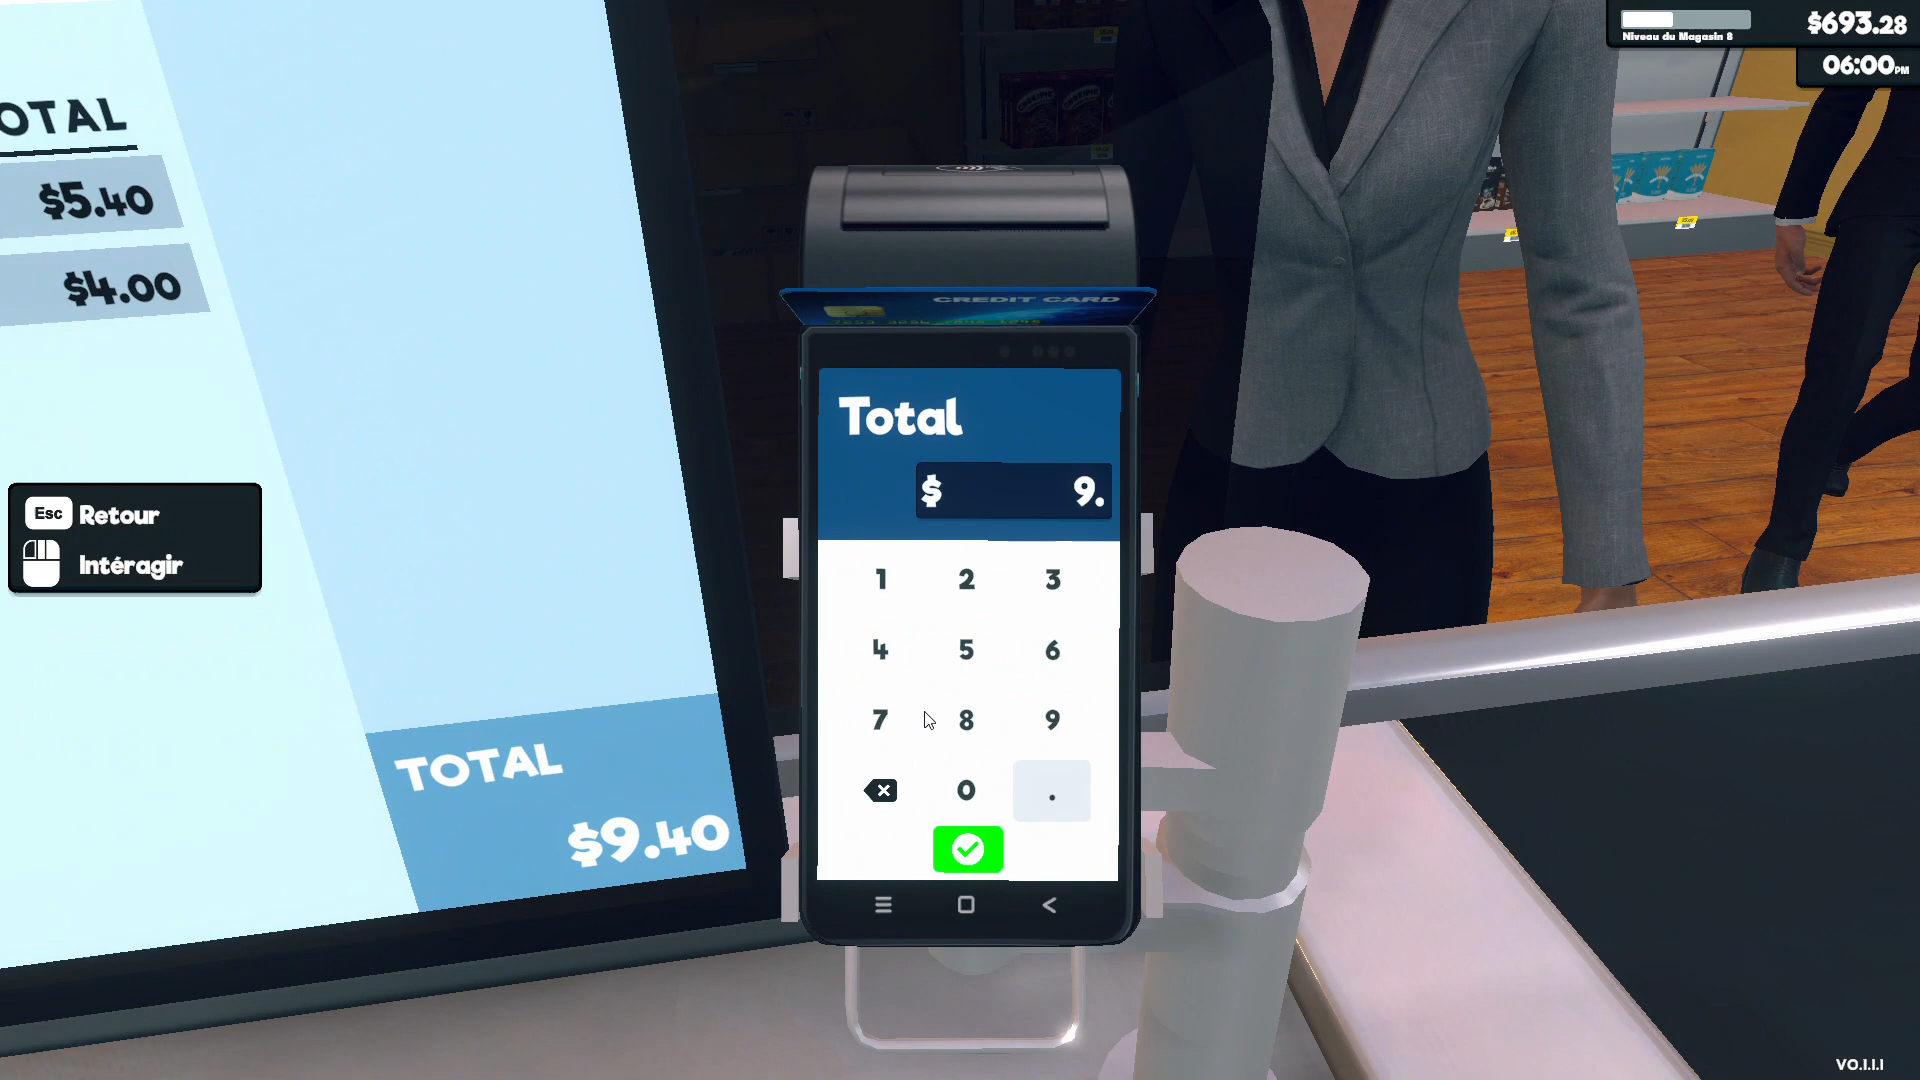 $693.28
Niveau du Magasin 8
06:00PM
OTAL
$5.40
$4.00
CREDIT CARD
Total
$ 9.
Esc Retour
Intéragir
1 2 3
4 5 6
7 8 9
0 .
TOTAL
$9.40
V0.1.1.1